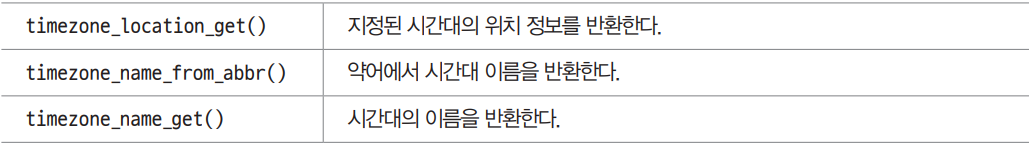 timezone_location_get() 지정된 시간대의 위치 정보를 반환한다.
timezone_name_from_abbr() 약어에서 시간대 이름을 반환한다.
timezone_name_get() 시간대의 이름을 반환한다.